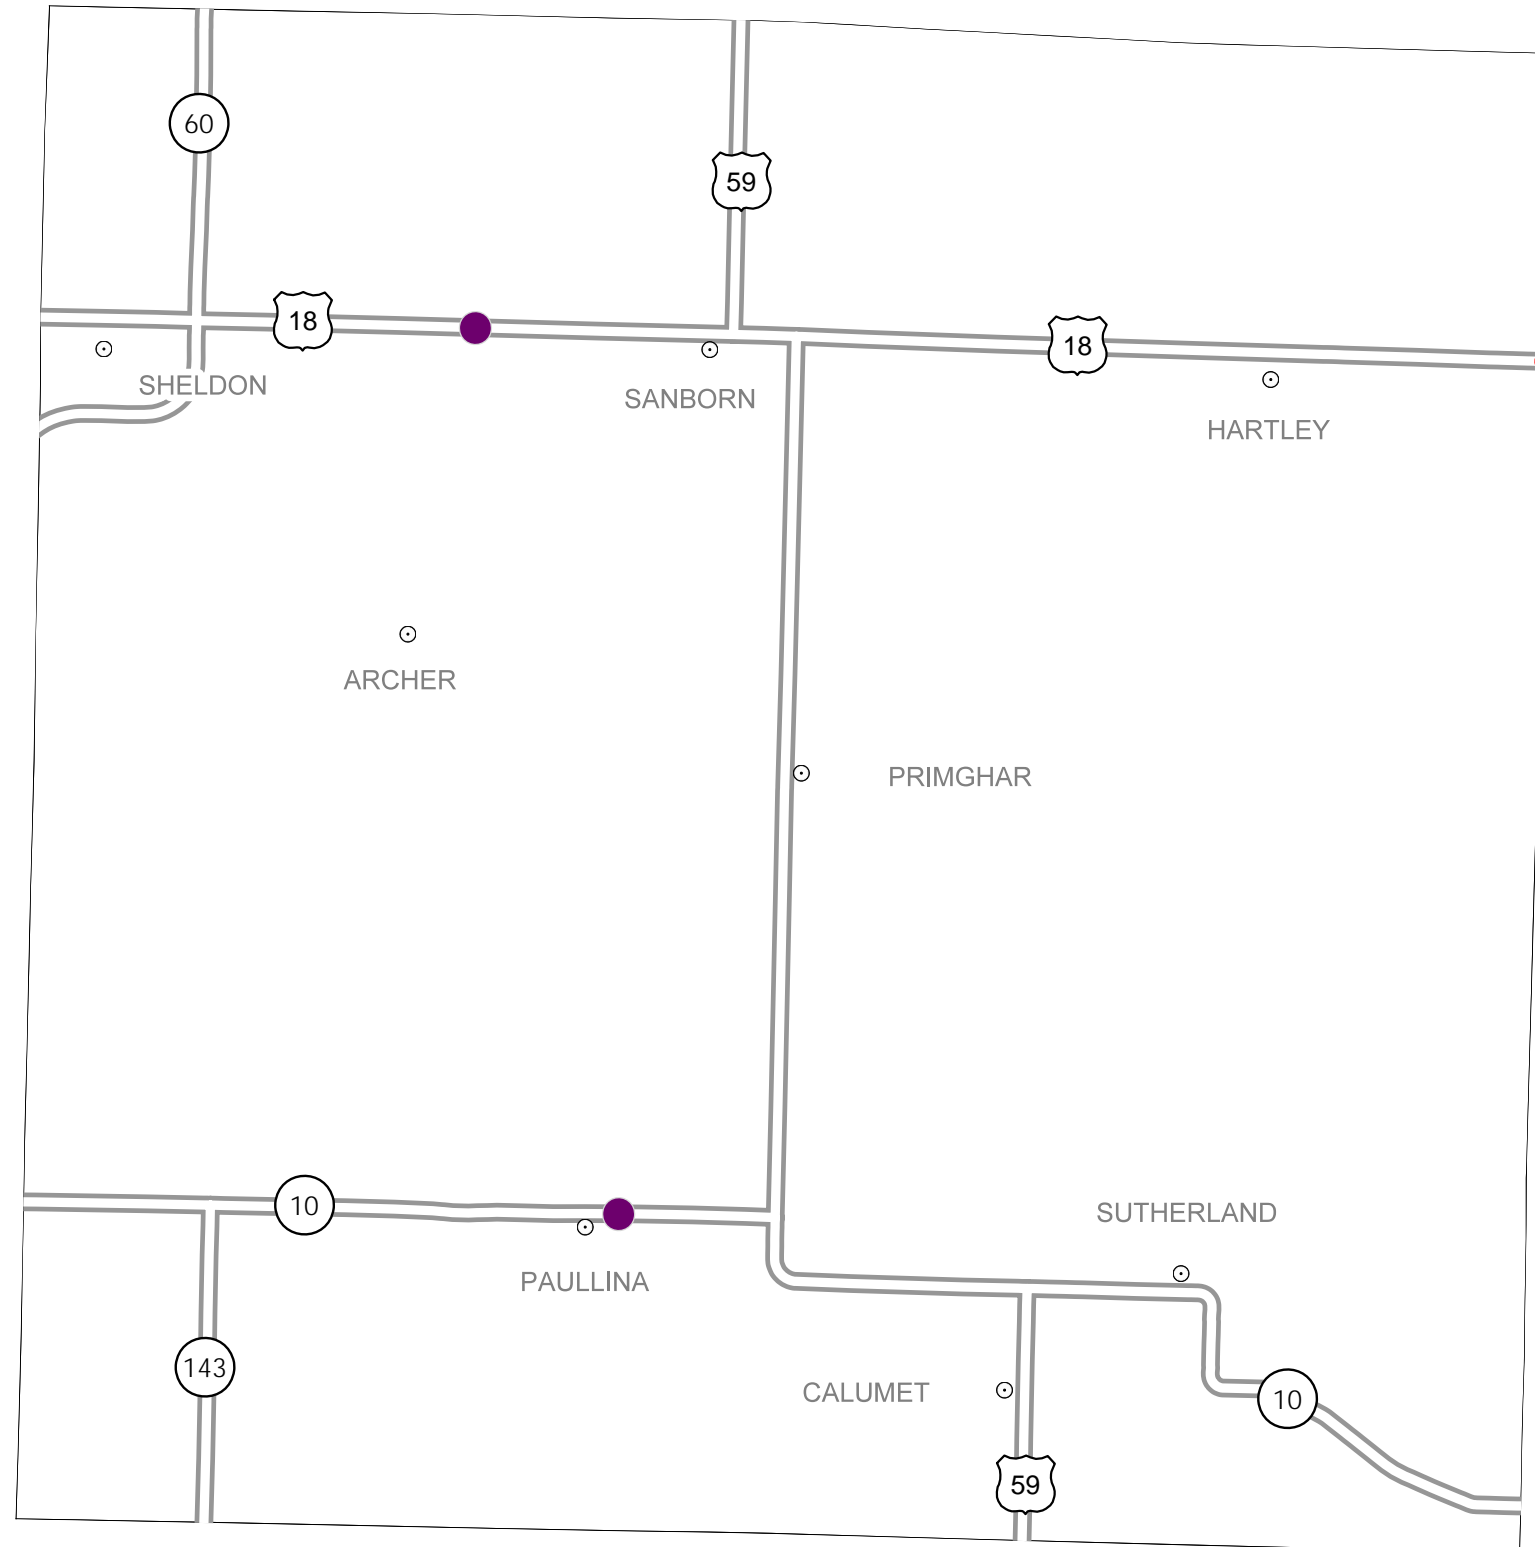 60
59
18
18
SHELDON
SANBORN
HARTLEY
ARCHER
PRIMGHAR
10
SUTHERLAND
PAULLINA
143
CALUMET
10
59